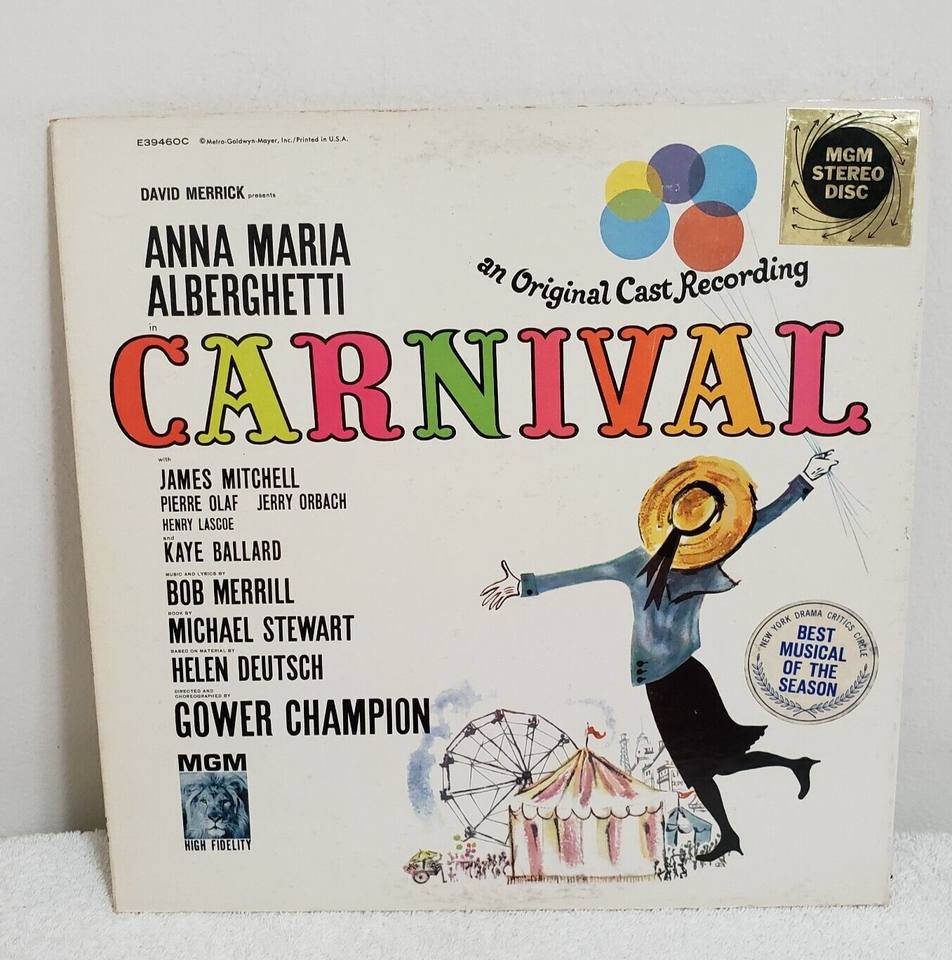 E3946OC ©Metro-Goldwyn-Mayer, Inc./Printed in U.S.A.
MGM
STEREO
DISC
DAVID MERRICK presents
ANNA MARIA
ALBERGHETTI
in
an Original Cast Recording
CARNIVAL
with
JAMES MITCHELL
PIERRE OLAF JERRY ORBACH
HENRY LASCOE
and
KAYE BALLARD
MUSIC AND LYRICS BY
BOB MERRILL
BOOK BY
MICHAEL STEWART
BASED ON MATERIAL BY
HELEN DEUTSCH
DIRECTED AND
CHOREOGRAPHED BY
GOWER CHAMPION
MGM
HIGH FIDELITY
NEW YORK DRAMA CRITICS CIRCLE
BEST
MUSICAL
OF THE
SEASON